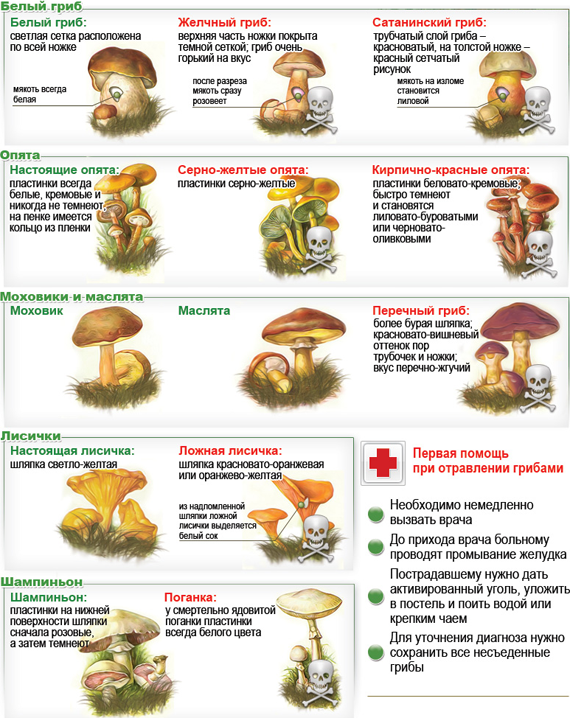 Белый гриб
Белый гриб:
светлая сетка расположена
по всей ножке
мякоть всегда
белая
Желчный гриб:
верхняя часть ножки покрыта
темной сеткой; гриб очень
горький на вкус
после разреза
мякоть сразу
розовеет
Сатанинский гриб:
трубчатый слой гриба –
красноватый, на толстой ножке –
красный сетчатый
рисунок
мякоть на изломе
становится
лиловой
Опята
Настоящие опята:
пластинки всегда
белые, кремовые и
никогда не темнеют,
на пенке имеется
кольцо из пленки
Серно-желтые опята:
пластинки серно-желтые
Кирпично-красные опята:
пластинки беловато-кремовые,
быстро темнеют
и становятся
лиловато-буроватыми
или черновато-
оливковыми
Моховики и маслята
Моховик
Маслята
Перечный гриб:
более бурая шляпка;
красновато-вишневый
оттенок пор
трубочек и ножки;
вкус перечно-жгучий
Лисички
Настоящая лисичка:
шляпка светло-желтая
Ложная лисичка:
шляпка красновато-оранжевая
или оранжево-желтая
из надломленной
шляпки ложной
лисички выделяется
белый сок
Шампиньон
Шампиньон:
пластинки на нижней
поверхности шляпки
сначала розовые,
а затем темнеют
Поганка:
у смертельно ядовитой
поганки пластинки
всегда белого цвета
Первая помощь
при отравлении грибами
Необходимо немедленно
вызвать врача
До прихода врача больному
проводят промывание желудка
Пострадавшему нужно дать
активированный уголь, уложить
в постель и поить водой или
крепким чаем
Для уточнения диагноза нужно
сохранить все несъеденные
грибы